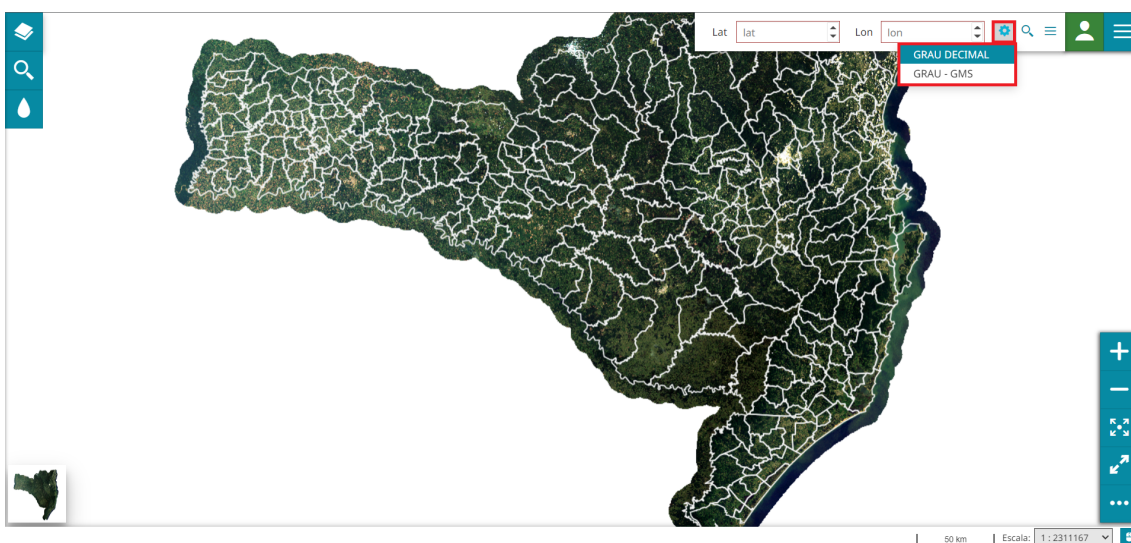 Lat lat Lon lon
GRAU DECIMAL
GRAU - GMS
50 km Escala: 1 : 2311167